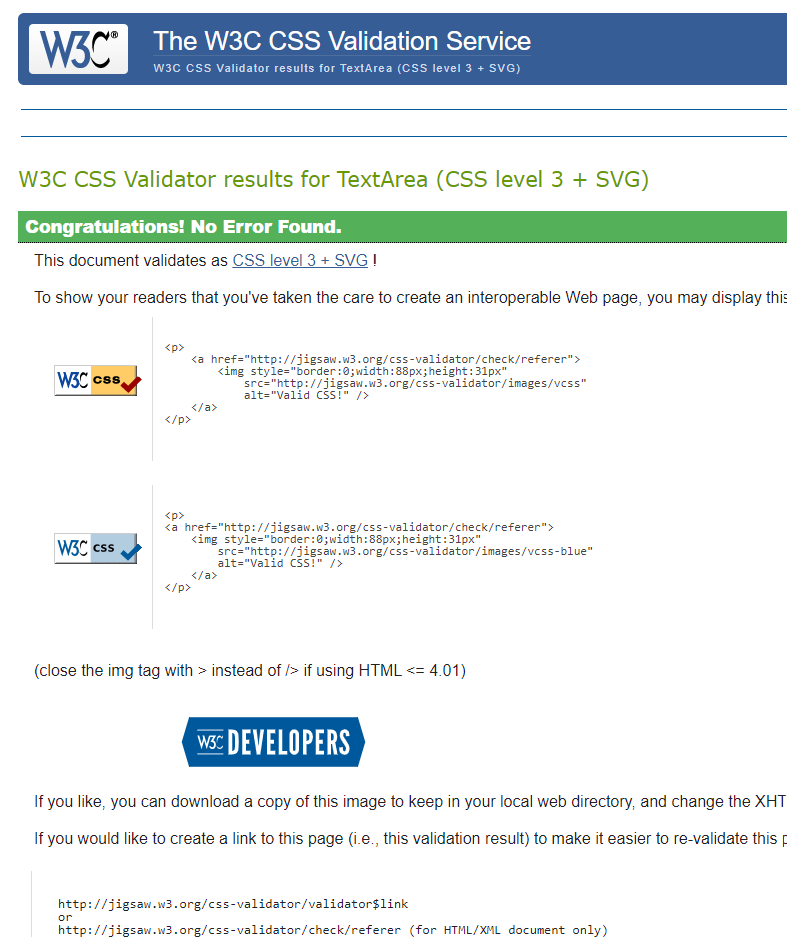 W3C®
The W3C CSS Validation Service
W3C CSS Validator results for TextArea (CSS level 3 + SVG)
W3C CSS Validator results for TextArea (CSS level 3 + SVG)
Congratulations! No Error Found.
This document validates as CSS level 3 + SVG !
To show your readers that you've taken the care to create an interoperable Web page, you may display this
<p>
<a href="http://jigsaw.w3.org/css-validator/check/referer">
<img style="border:0;width:88px;height:31px"
W3C css
src="http://jigsaw.w3.org/css-validator/images/vcss"
alt="Valid CSS!" />
</a>
</p>
<p>
<a href="http://jigsaw.w3.org/css-validator/check/referer">
<img style="border:0;width:88px;height:31px"
W3C css
src="http://jigsaw.w3.org/css-validator/images/vcss-blue"
alt="Valid CSS!" />
</a>
</p>
(close the img tag with > instead of /> if using HTML <= 4.01)
W3C DEVELOPERS
If you like, you can download a copy of this image to keep in your local web directory, and change the XHT
If you would like to create a link to this page (i.e., this validation result) to make it easier to re-validate this p
http://jigsaw.w3.org/css-validator/validator$link
or
http://jigsaw.w3.org/css-validator/check/referer (for HTML/XML document only)